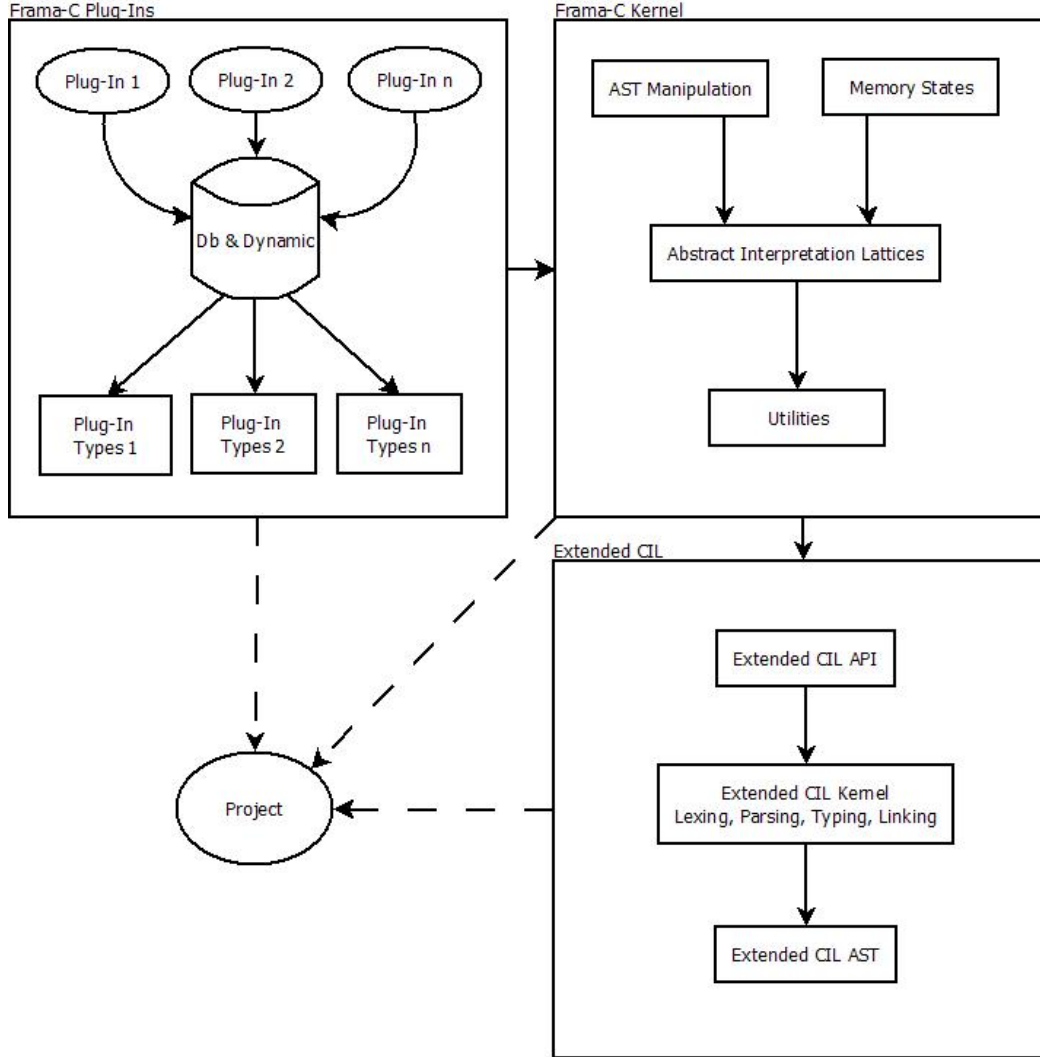 Frama-C Plug-Ins
Plug-In 1
Plug-In 2
Plug-In n
Db & Dynamic
Plug-In
Types 1
Plug-In
Types 2
Plug-In
Types n
Frama-C Kernel
AST Manipulation
Memory States
Abstract Interpretation Lattices
Utilities
Extended CIL
Extended CIL API
Extended CIL Kernel
Lexing, Parsing, Typing, Linking
Extended CIL AST
Project